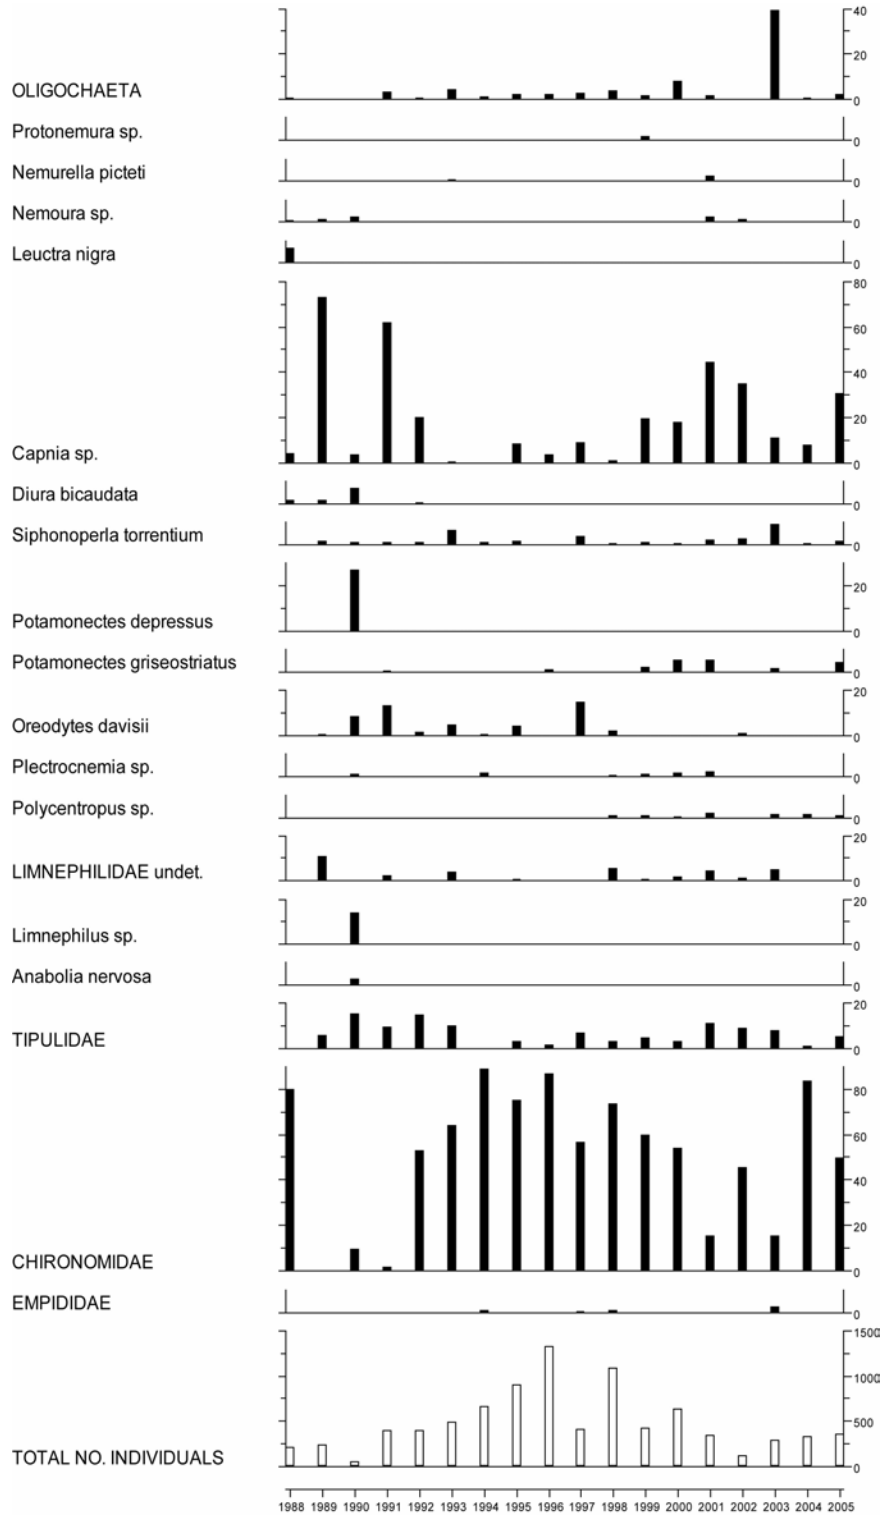 40
20
OLIGOCHAETA
0
Protonemura sp.
0
Nemurella picteti
0
Nemoura sp.
0
Leuctra nigra
0
80
60
40
20
Capnia sp.
0
Diura bicaudata
0
Siphonoperla torrentium
0
20
Potamonectes depressus
0
Potamonectes griseostriatus
0
20
Oreodytes davisii
0
Plectrocnemia sp.
0
Polycentropus sp.
0
20
LIMNEPHILIDAE undet.
0
20
Limnephilus sp.
0
Anabolia nervosa
0
20
TIPULIDAE
0
80
60
40
20
CHIRONOMIDAE
0
EMPIDIDAE
0
1500
1000
500
TOTAL NO. INDIVIDUALS
0
1988 1989 1990 1991 1992 1993 1994 1995 1996 1997 1998 1999 2000 2001 2002 2003 2004 2005